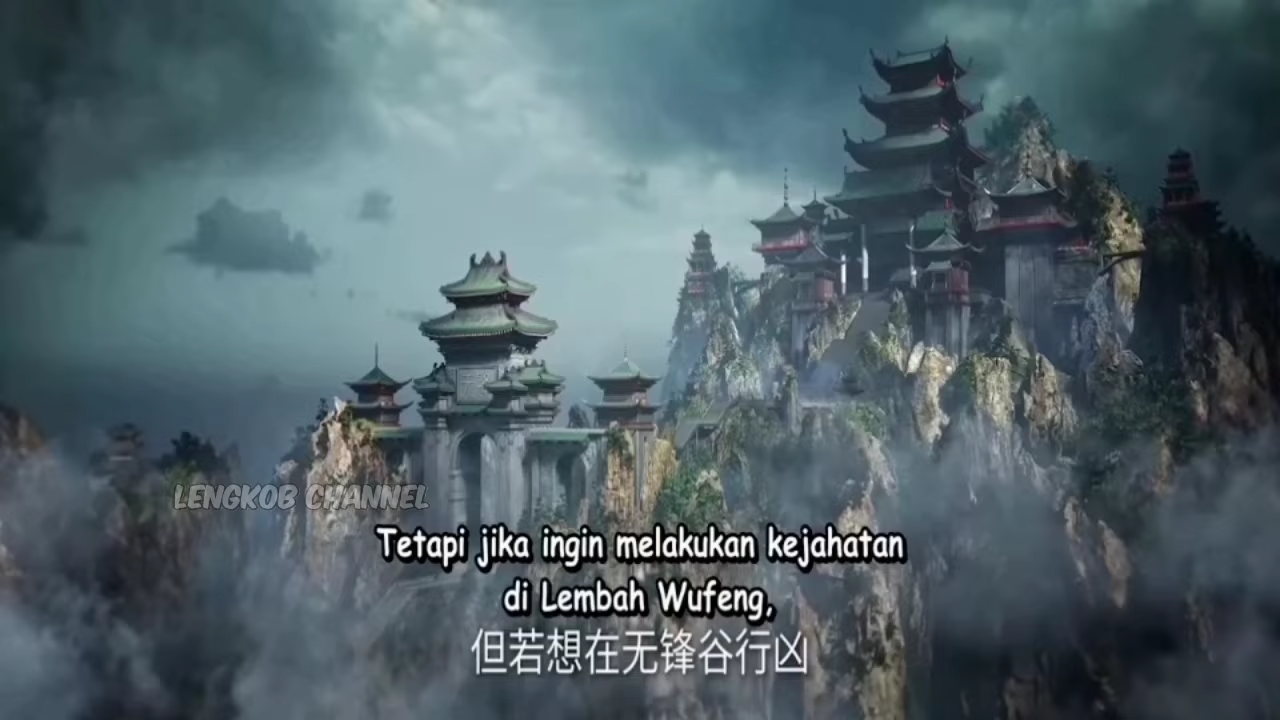 LENGKOB CHANNEL
Tetapi jika ingin melakukan kejahatan
di Lembah Wufeng,
但若想在无锋谷行凶